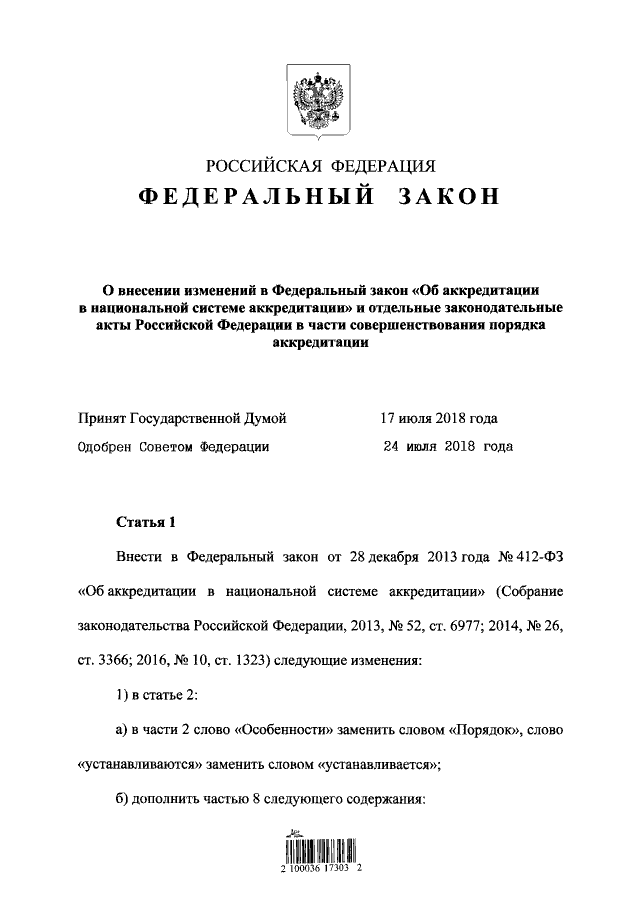 РОССИЙСКАЯ ФЕДЕРАЦИЯ
ФЕДЕРАЛЬНЫЙ ЗАКОН
О внесении изменений в Федеральный закон «Об аккредитации
в национальной системе аккредитации» и отдельные законодательные
акты Российской Федерации в части совершенствования порядка
аккредитации
Принят Государственной Думой 17 июля 2018 года
Одобрен Советом Федерации 24 июля 2018 года
Статья 1
Внести в Федеральный закон от 28 декабря 2013 года № 412-ФЗ
«Об аккредитации в национальной системе аккредитации» (Собрание
законодательства Российской Федерации, 2013, № 52, ст. 6977; 2014, № 26,
ст. 3366; 2016, № 10, ст. 1323) следующие изменения:
1) в статье 2:
а) в части 2 слово «Особенности» заменить словом «Порядок», слово
«устанавливаются» заменить словом «устанавливается»;
б) дополнить частью 8 следующего содержания:
2 100036 17303 2